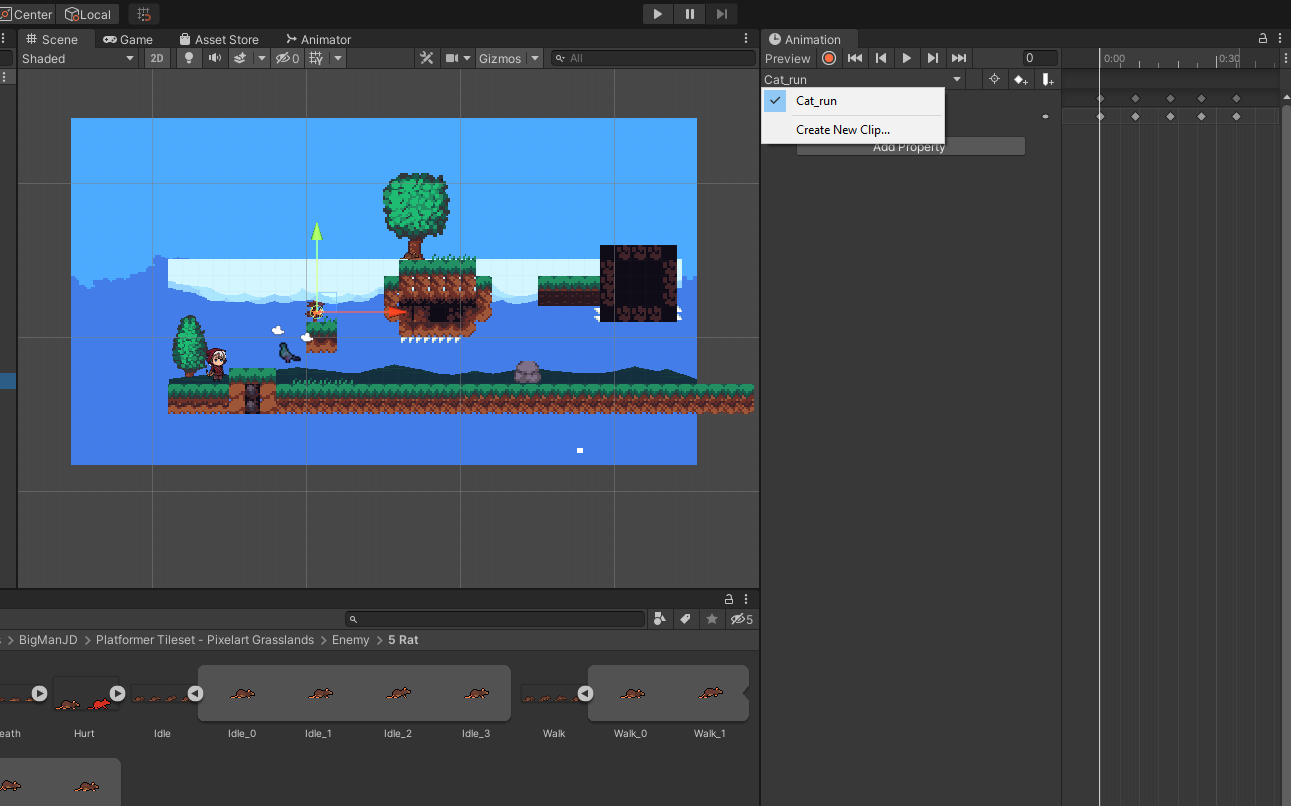 Center Local
Scene Game Asset Store Animator
Shaded 2D 0 Gizmos All
Animation
Preview 0 0:00 0:30
Cat_run
Cat_run
Create New Clip...
Add Property
5
BigManJD > Platformer Tileset - Pixelart Grasslands > Enemy > 5 Rat
eath Hurt Idle Idle_0 Idle_1 Idle_2 Idle_3 Walk Walk_0 Walk_1